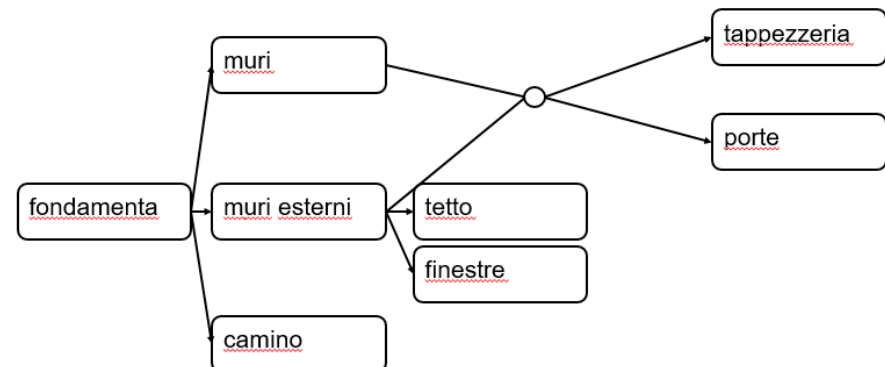 tappezzeria
muri
porte
fondamenta
muri esterni
tetto
finestre
camino